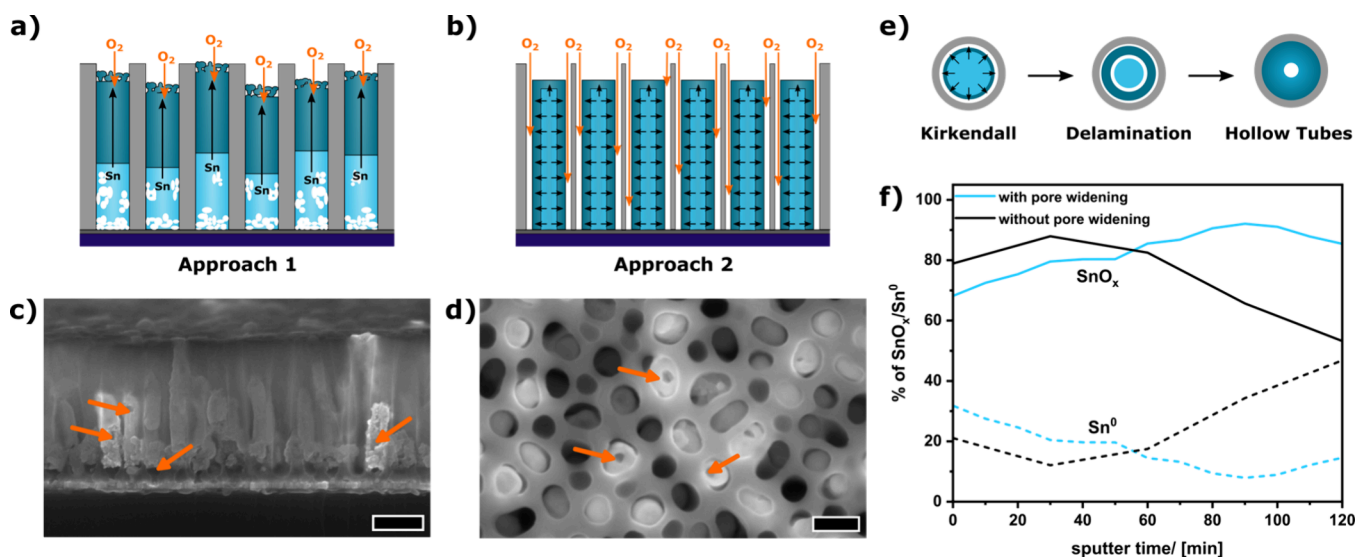 a)
O₂ O₂ O₂ O₂ O₂ O₂
Sn Sn Sn Sn Sn Sn
Approach 1
b)
O₂ O₂ O₂ O₂ O₂ O₂ O₂
Approach 2
c)
d)
e)
Kirkendall Delamination Hollow Tubes
f)
% of SnOₓ/Sn⁰
100
80
60
40
20
0
with pore widening
without pore widening
SnOₓ
Sn⁰
0 20 40 60 80 100 120
sputter time/ [min]